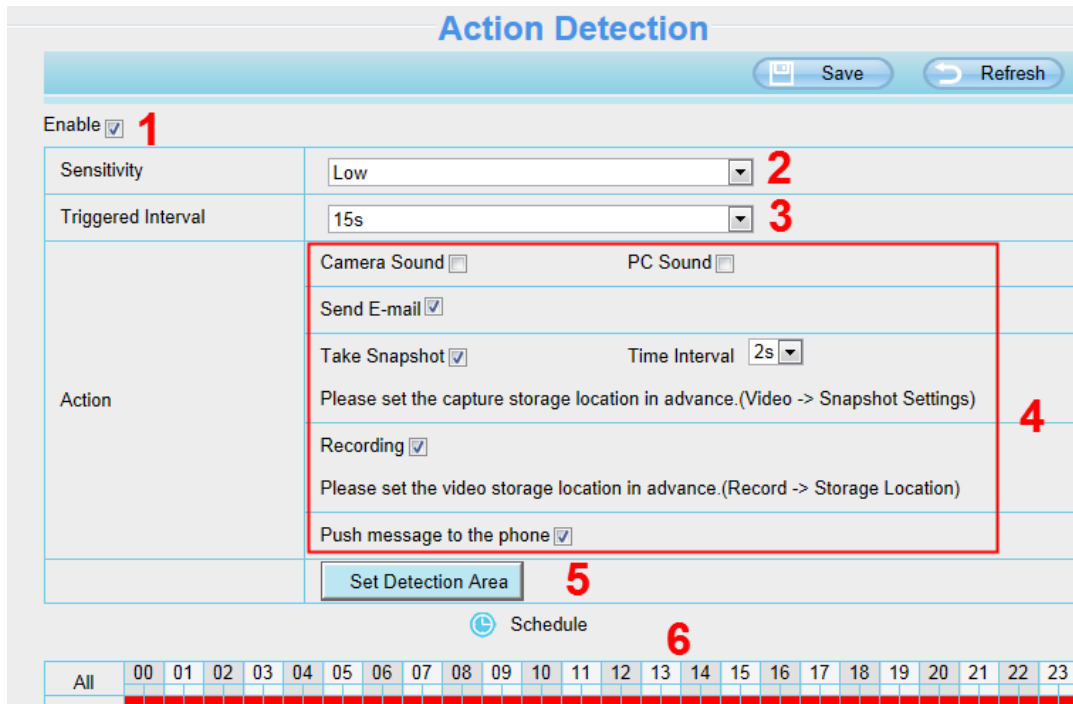 Action Detection
Save Refresh
Enable 1
Sensitivity Low 2
Triggered Interval 15s 3
Camera Sound PC Sound
Send E-mail
Take Snapshot Time Interval 2s
Action Please set the capture storage location in advance.(Video -> Snapshot Settings) 4
Recording
Please set the video storage location in advance.(Record -> Storage Location)
Push message to the phone
Set Detection Area 5
Schedule 6
All 00 01 02 03 04 05 06 07 08 09 10 11 12 13 14 15 16 17 18 19 20 21 22 23